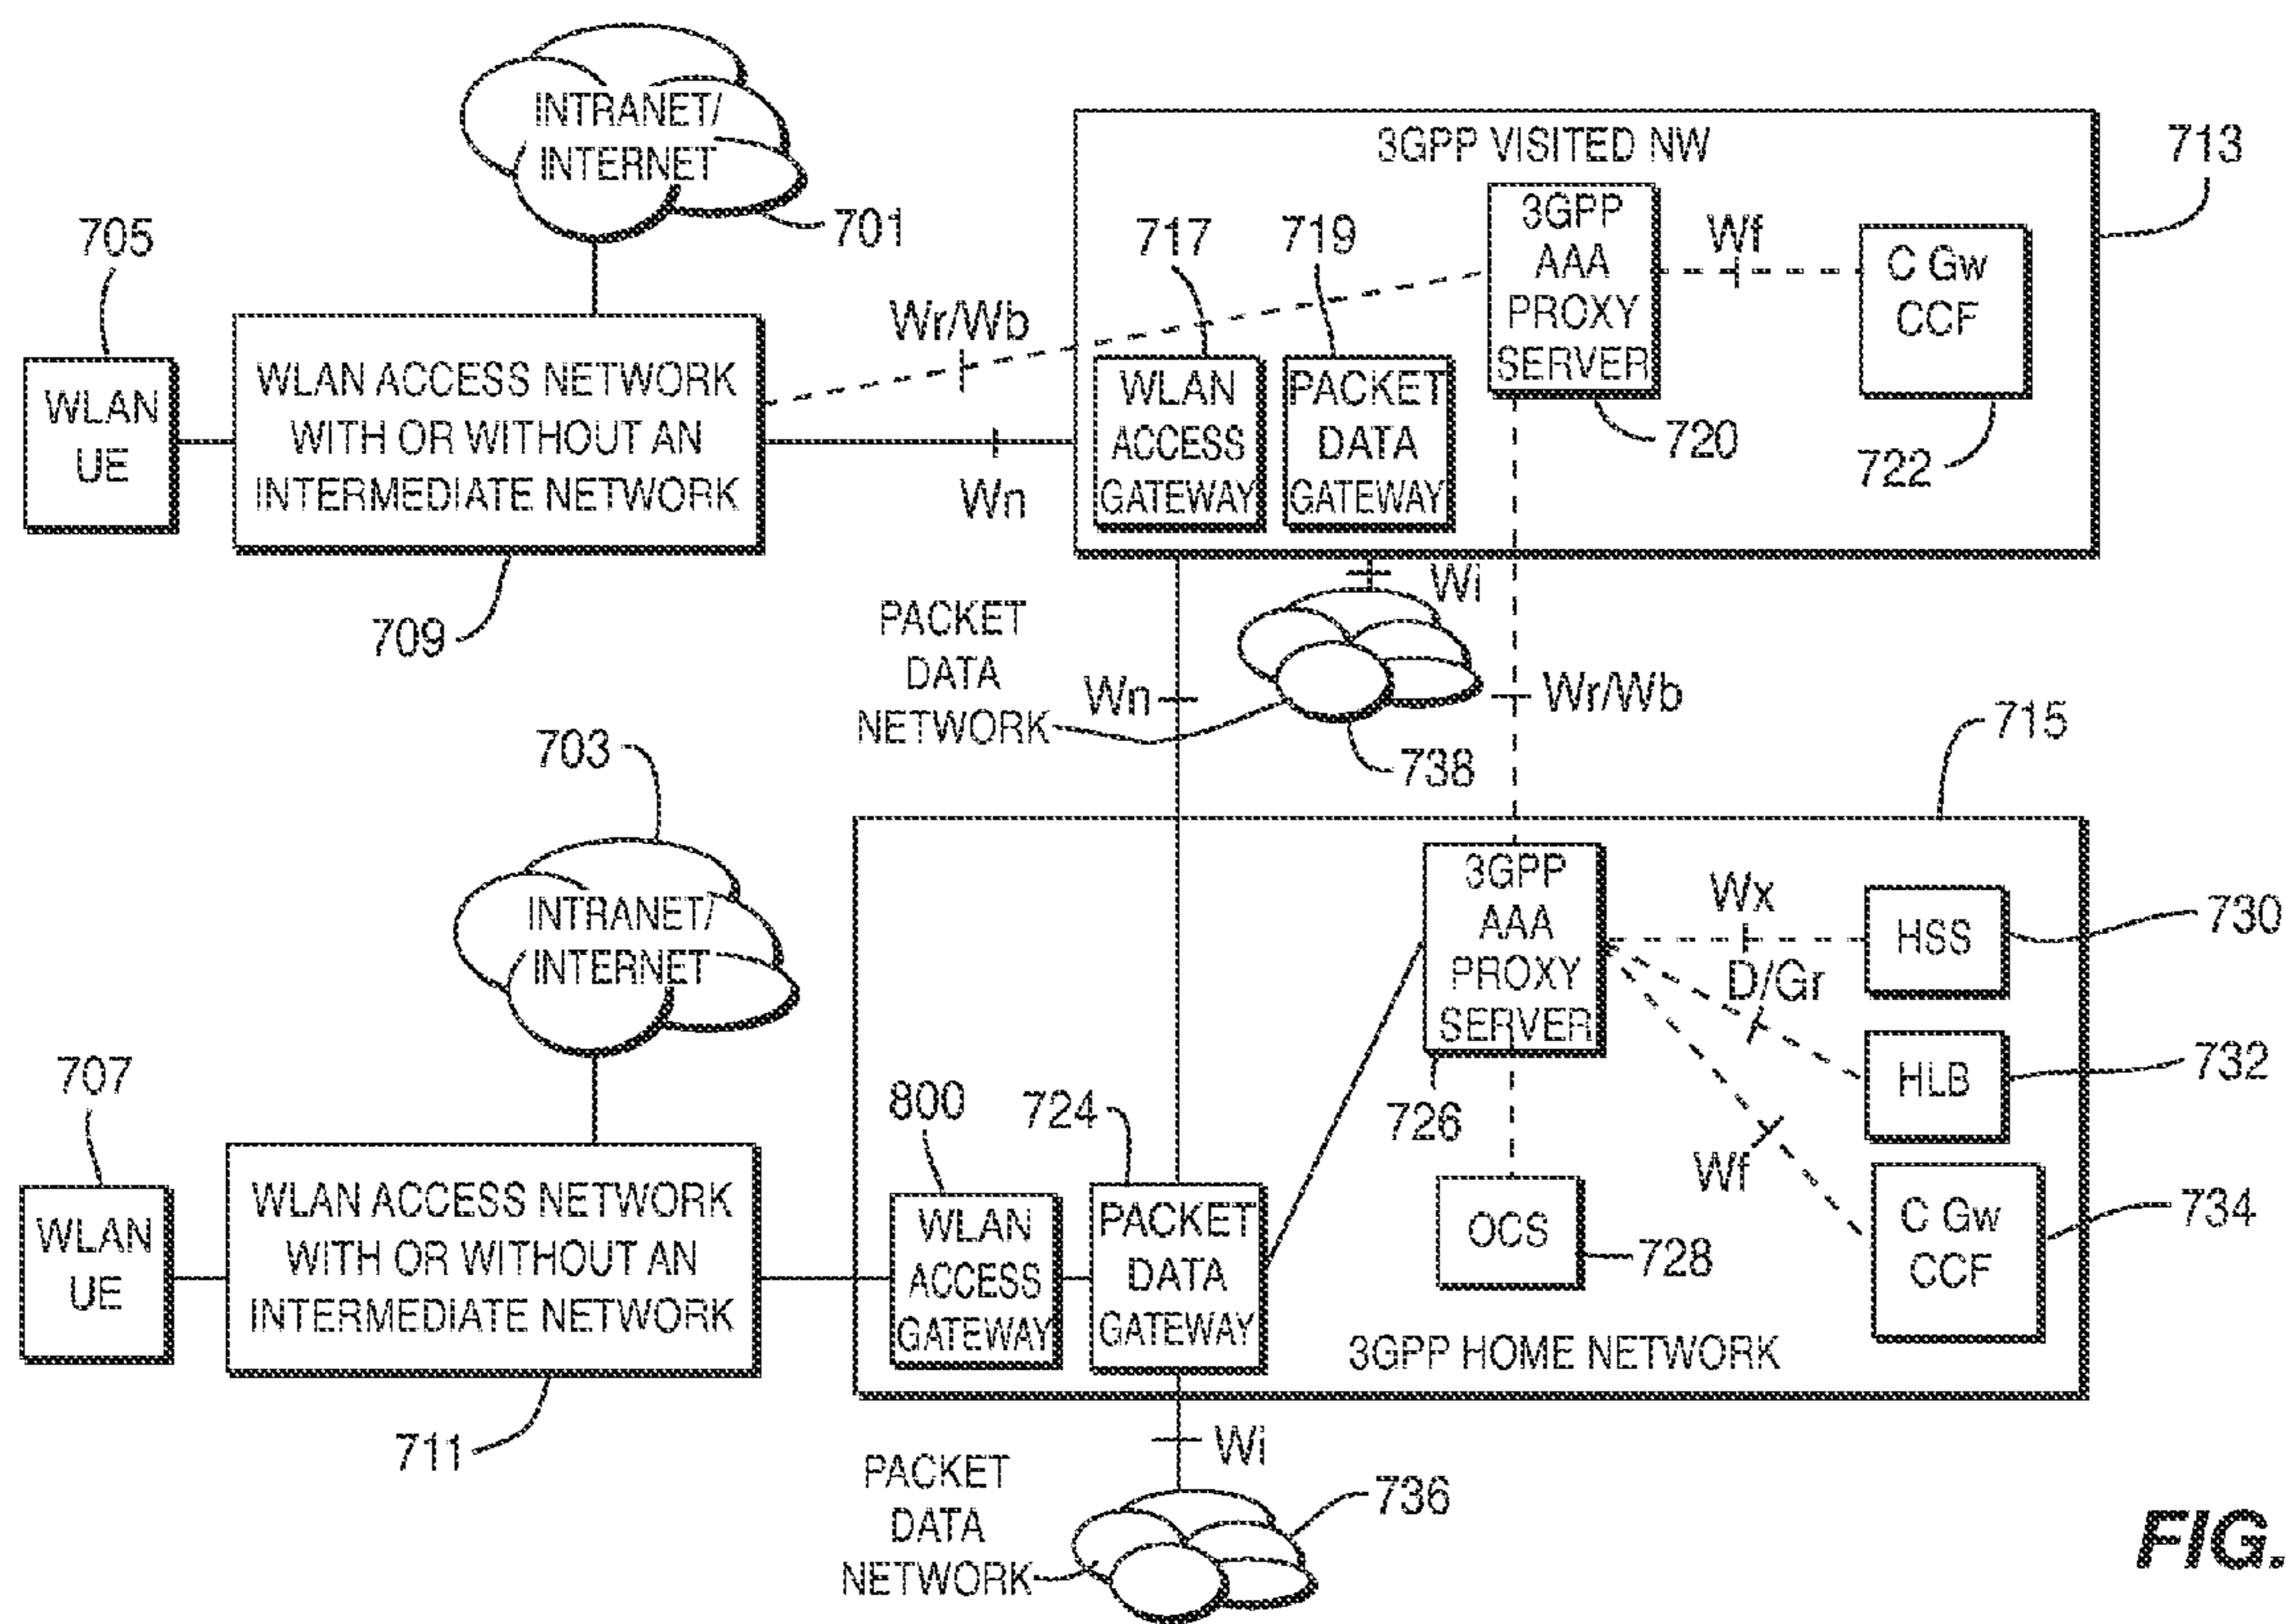 INTRANET/
INTERNET
701
705
WLAN
UE
WLAN ACCESS NETWORK
WITH OR WITHOUT AN
INTERMEDIATE NETWORK
709
Wr/Wb
Wn
3GPP VISITED NW
713
717
WLAN
ACCESS
GATEWAY
719
PACKET
DATA
GATEWAY
3GPP
AAA
PROXY
SERVER
720
Wf
C Gw
CCF
722
Wi
PACKET
DATA
NETWORK
738
Wn
Wr/Wb
715
703
INTRANET/
INTERNET
707
WLAN
UE
WLAN ACCESS NETWORK
WITH OR WITHOUT AN
INTERMEDIATE NETWORK
711
800
WLAN
ACCESS
GATEWAY
724
PACKET
DATA
GATEWAY
3GPP
AAA
PROXY
SERVER
726
OCS
728
Wx
HSS
730
D/Gr
HLB
732
Wf
C Gw
CCF
734
3GPP HOME NETWORK
Wi
PACKET
DATA
NETWORK
736
FIG.